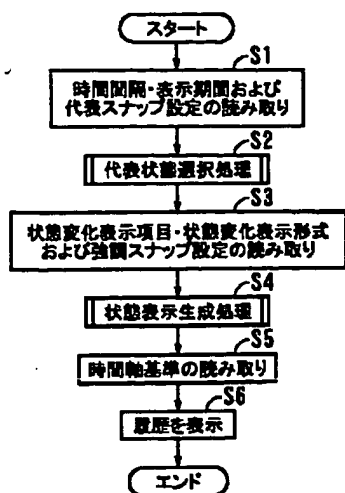 スタート
S1
時間間隔・表示期間および
代表スナップ設定の読み取り
S2
代表状態選択処理
S3
状態変化表示項目・状態変化表示形式
および強調スナップ設定の読み取り
S4
状態表示生成処理
S5
時間軸基準の読み取り
S6
履歴を表示
エンド